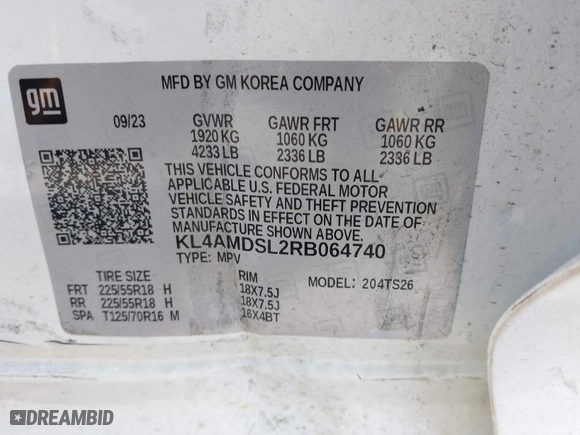 gm
MFD BY GM KOREA COMPANY
09/23 GVWR GAWR FRT GAWR RR
1920 KG 1060 KG 1060 KG
4233 LB 2336 LB 2336 LB
THIS VEHICLE CONFORMS TO ALL
APPLICABLE U.S. FEDERAL MOTOR
VEHICLE SAFETY AND THEFT PREVENTION
STANDARDS IN EFFECT ON THE DATE OF
MANUFACTURE SHOWN ABOVE.
KL4AMDSL2RB064740
TYPE: MPV
TIRE SIZE RIM MODEL: 204TS26
FRT 225/55R18 H 18X7.5J
RR 225/55R18 H 18X7.5J
SPA T125/70R16 M 16X4BT
DREAMBID